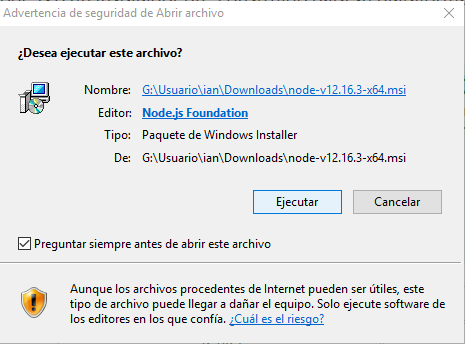 Advertencia de seguridad de Abrir archivo
¿Desea ejecutar este archivo?
Nombre: G:\Usuario\ian\Downloads\node-v12.16.3-x64.msi
Editor: Node.js Foundation
Tipo: Paquete de Windows Installer
De: G:\Usuario\ian\Downloads\node-v12.16.3-x64.msi
Ejecutar Cancelar
Preguntar siempre antes de abrir este archivo
Aunque los archivos procedentes de Internet pueden ser útiles, este
tipo de archivo puede llegar a dañar el equipo. Solo ejecute software de
los editores en los que confía. ¿Cuál es el riesgo?